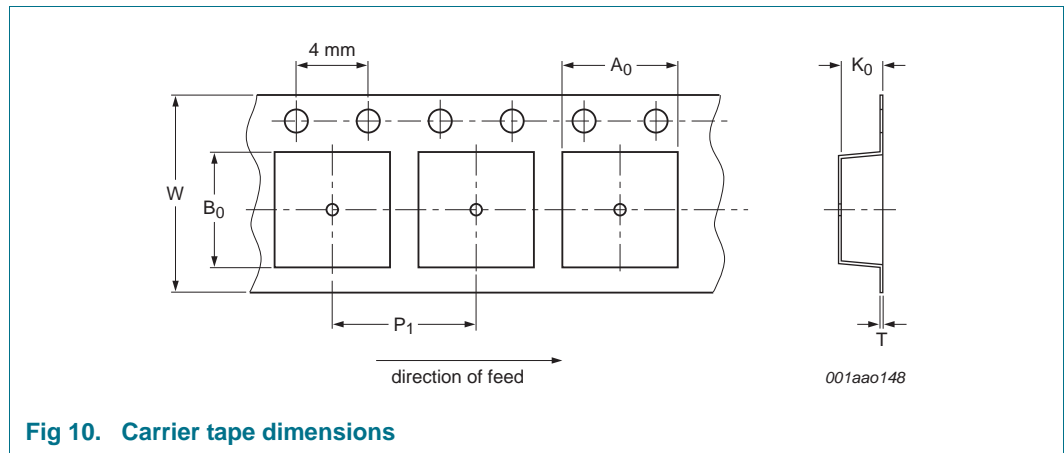 4 mm
A0
K0
W
B0
P1
T
direction of feed
001aao148
Fig 10. Carrier tape dimensions